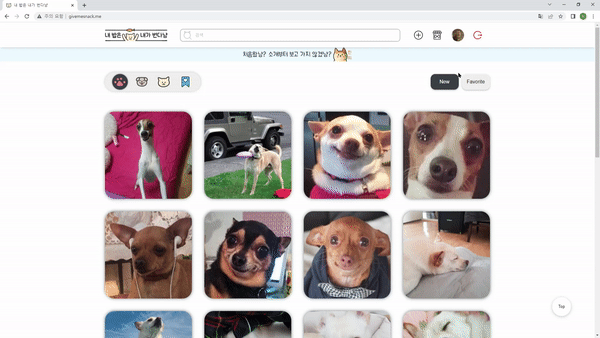 내 밥은 내가 번다냥
주의 요함 | givemesnack.me
내 밥은 내가 번다냥
검색
처음왔냥? 소개부터 보고 가지 않겠냥?
New
Favorite
Top